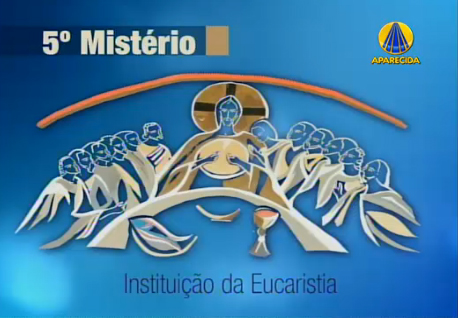 5º Mistério
APARECIDA
Instituição da Eucaristia